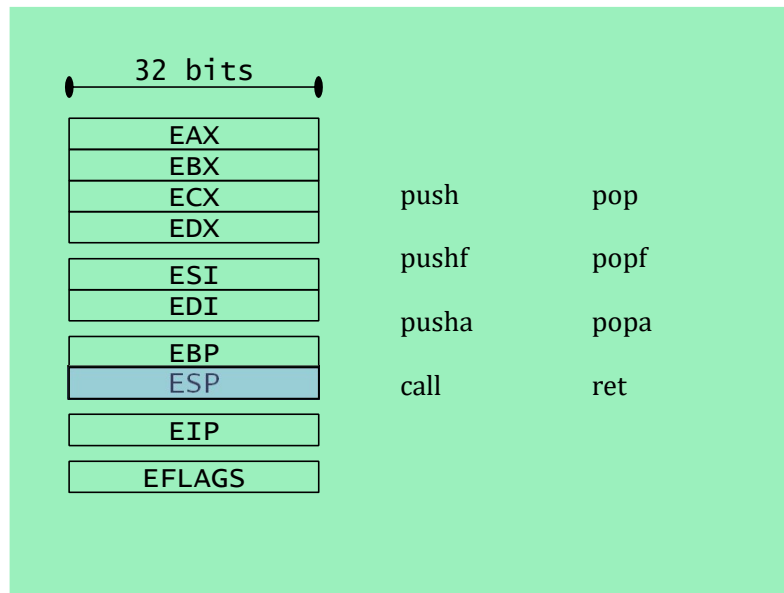 32 bits
EAX
EBX
ECX
EDX
ESI
EDI
EBP
ESP
EIP
EFLAGS
push pop
pushf popf
pusha popa
call ret